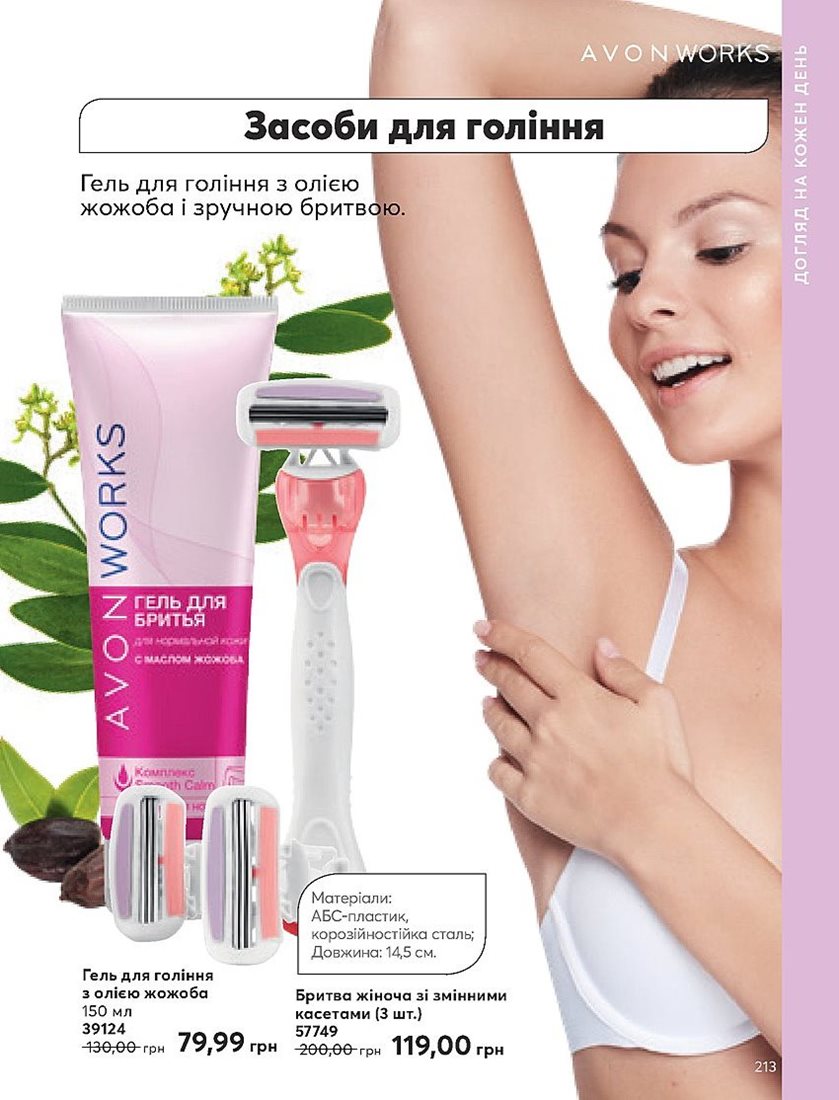 AVON WORKS
ДОГЛЯД НА КОЖЕН ДЕНЬ
Засоби для гоління
Гель для гоління з олією
жожоба і зручною бритвою.
AVON WORKS
ГЕЛЬ ДЛЯ
БРИТЬЯ
для нормальной кожи
С МАСЛОМ ЖОЖОБА
Комплекс
Smooth Calm
Матеріали:
АБС-пластик,
корозійностійка сталь;
Довжина: 14,5 см.
Гель для гоління
з олією жожоба
150 мл
39124
130,00 грн 79,99 грн
Бритва жіноча зі змінними
касетами (3 шт.)
57749
200,00 грн 119,00 грн
213